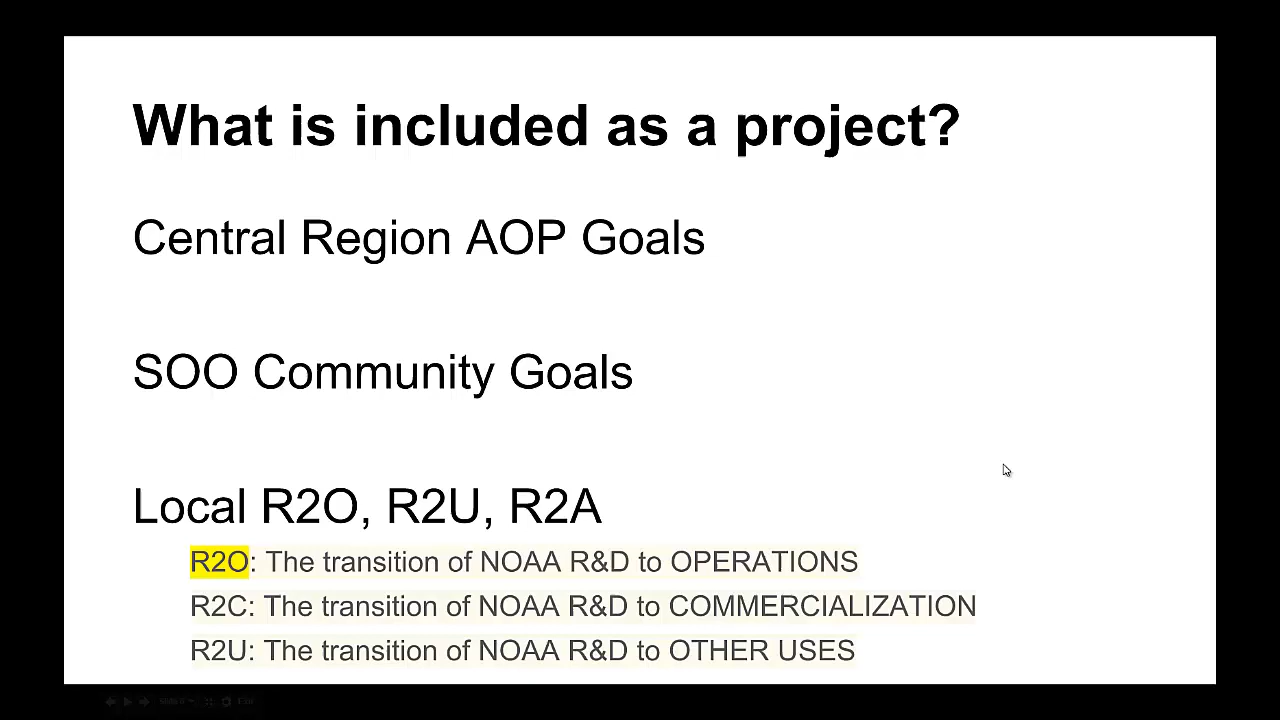 What is included as a project?
Central Region AOP Goals
SOO Community Goals
Local R2O, R2U, R2A
R2O: The transition of NOAA R&D to OPERATIONS
R2C: The transition of NOAA R&D to COMMERCIALIZATION
R2U: The transition of NOAA R&D to OTHER USES